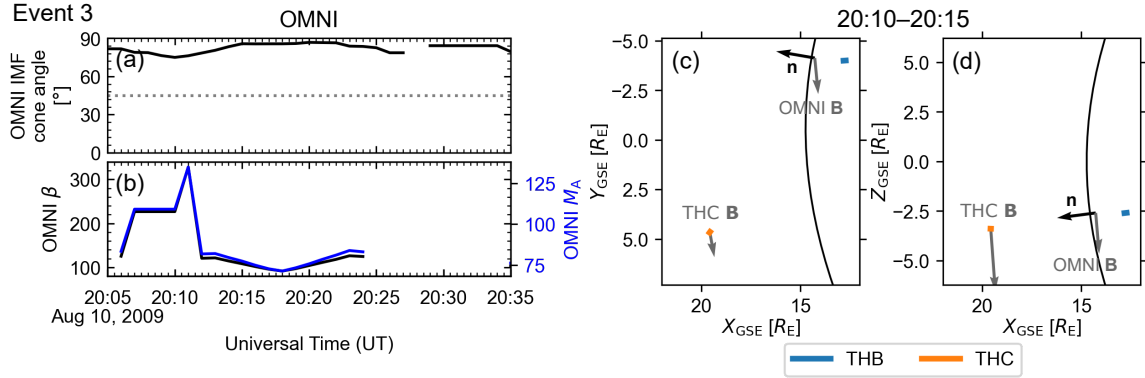 Event 3
OMNI
20:10–20:15
(a)
OMNI IMF
cone angle
[°]
90
60
30
0
(b)
OMNI β
300
200
100
OMNI M_A
125
100
75
20:05 20:10 20:15 20:20 20:25 20:30 20:35
Aug 10, 2009
Universal Time (UT)
(c)
Y_GSE [R_E]
−5.0
−2.5
0.0
2.5
5.0
n
OMNI B
THC B
20 15
X_GSE [R_E]
(d)
Z_GSE [R_E]
5.0
2.5
0.0
−2.5
−5.0
n
THC B
OMNI B
20 15
X_GSE [R_E]
THB THC